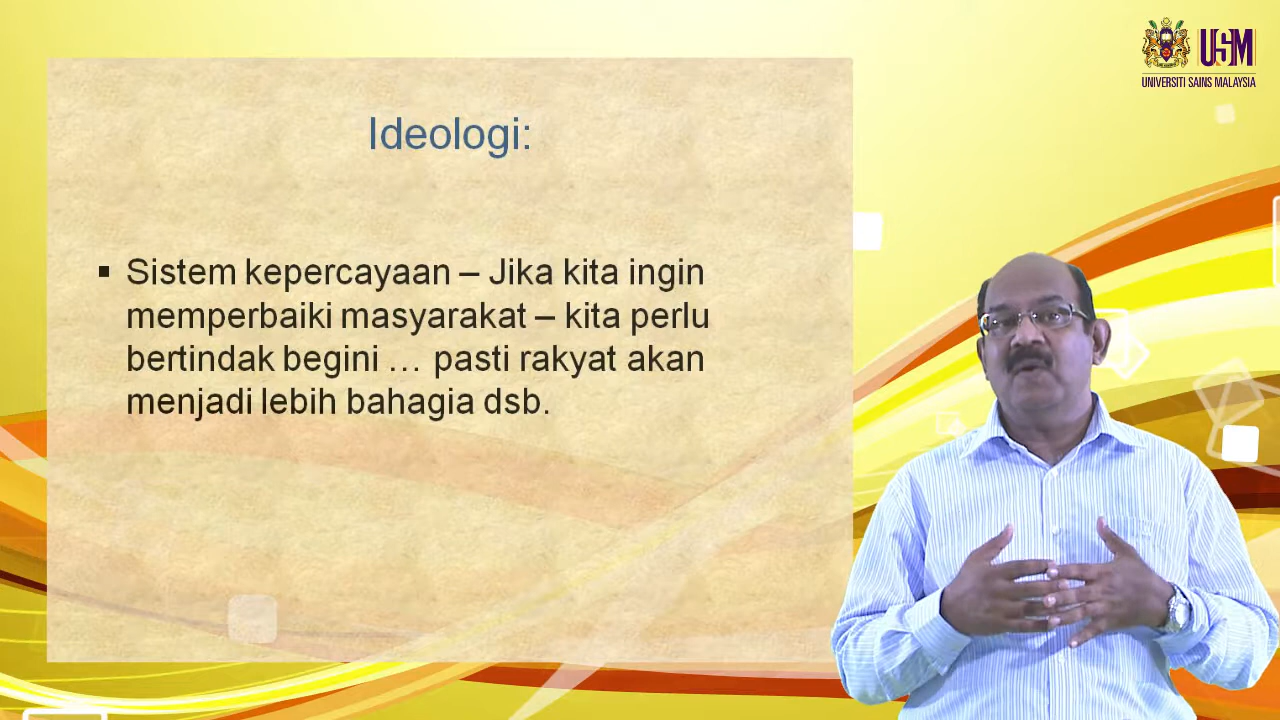 USM
UNIVERSITI SAINS MALAYSIA
Ideologi:
▪ Sistem kepercayaan – Jika kita ingin
memperbaiki masyarakat – kita perlu
bertindak begini … pasti rakyat akan
menjadi lebih bahagia dsb.